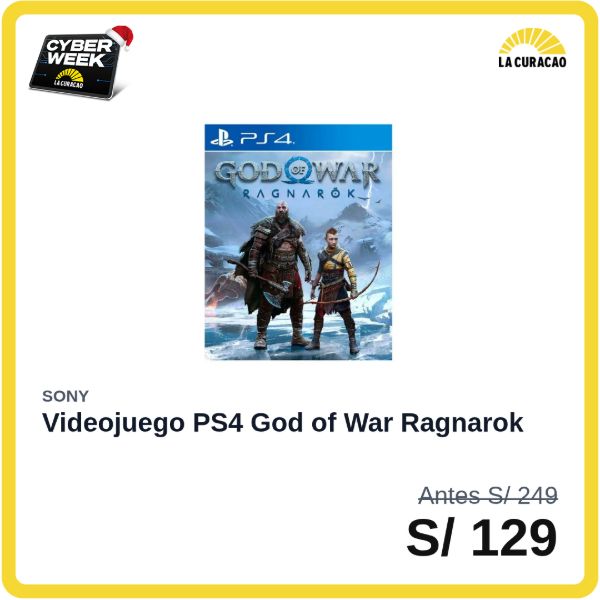 CYBER
WEEK
LA CURACAO
LA CURACAO
PS4
GOD OF WAR
RAGNARÖK
SONY
Videojuego PS4 God of War Ragnarok
Antes S/ 249
S/ 129